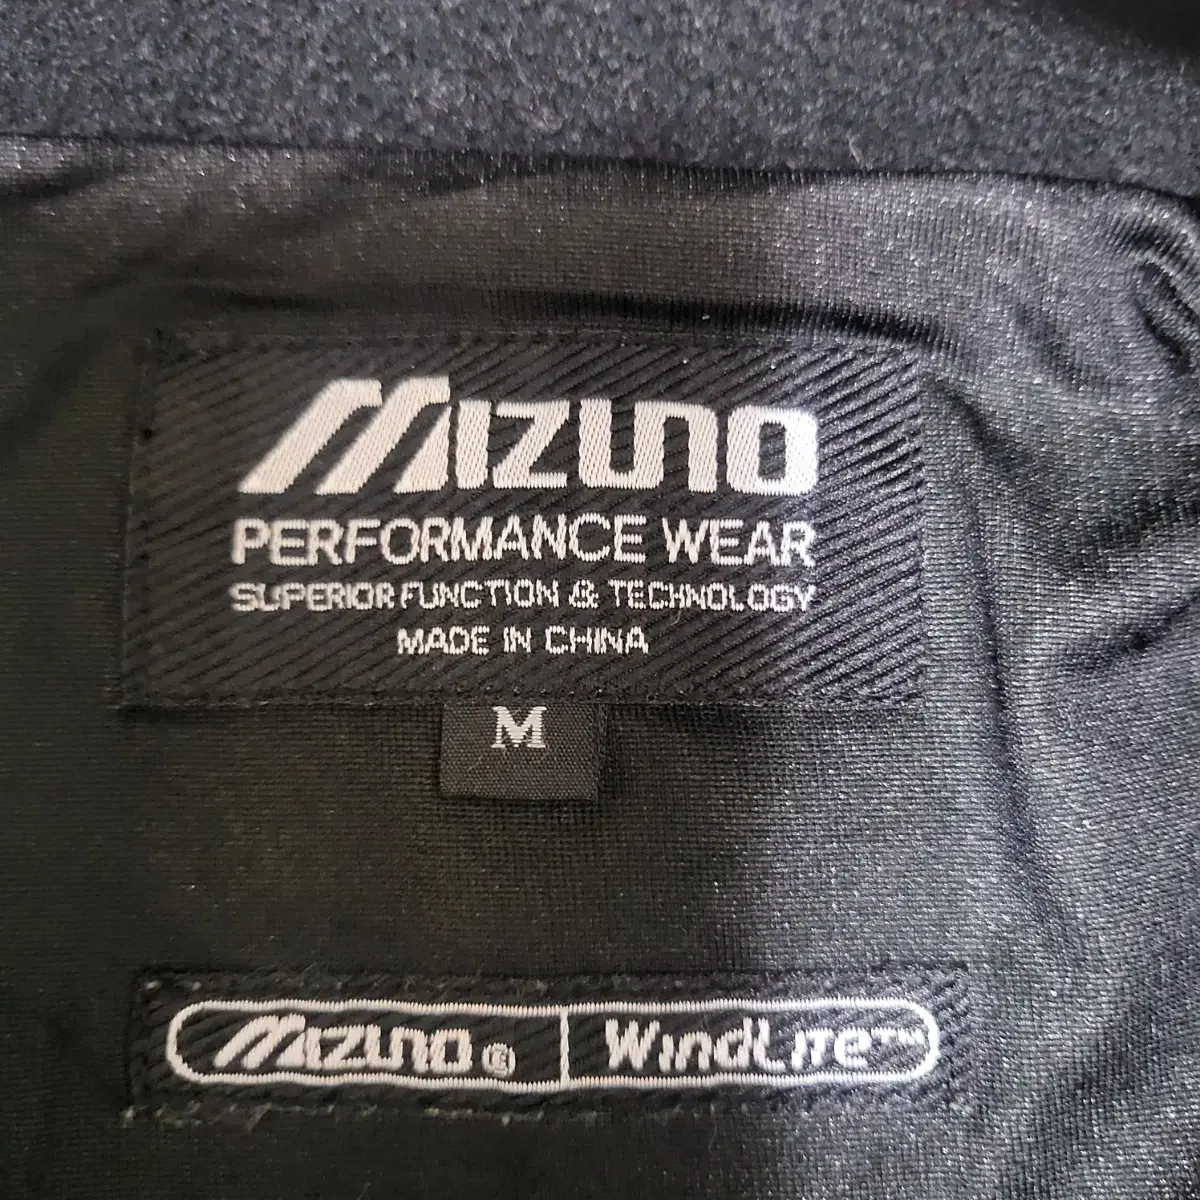 MIZUNO
PERFORMANCE WEAR
SUPERIOR FUNCTION & TECHNOLOGY
MADE IN CHINA
M
MIZUNO® WINDLITE™